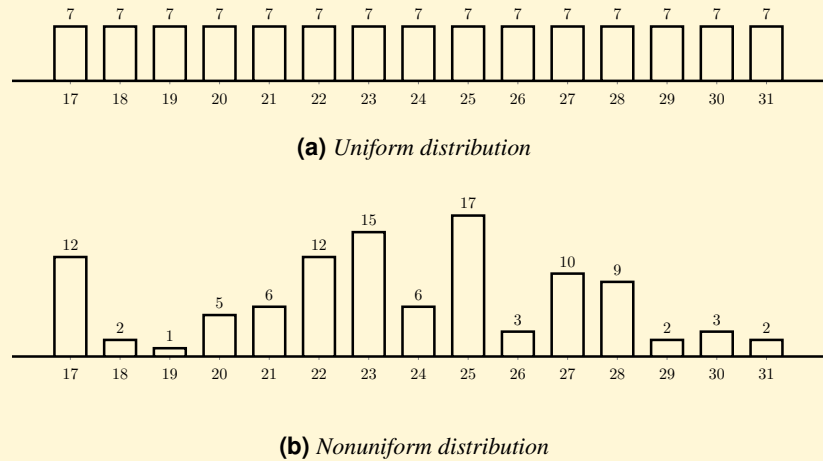 7 7 7 7 7 7 7 7 7 7 7 7 7 7 7
17 18 19 20 21 22 23 24 25 26 27 28 29 30 31
(a) Uniform distribution
12 2 1 5 6 12 15 6 17 3 10 9 2 3 2
17 18 19 20 21 22 23 24 25 26 27 28 29 30 31
(b) Nonuniform distribution